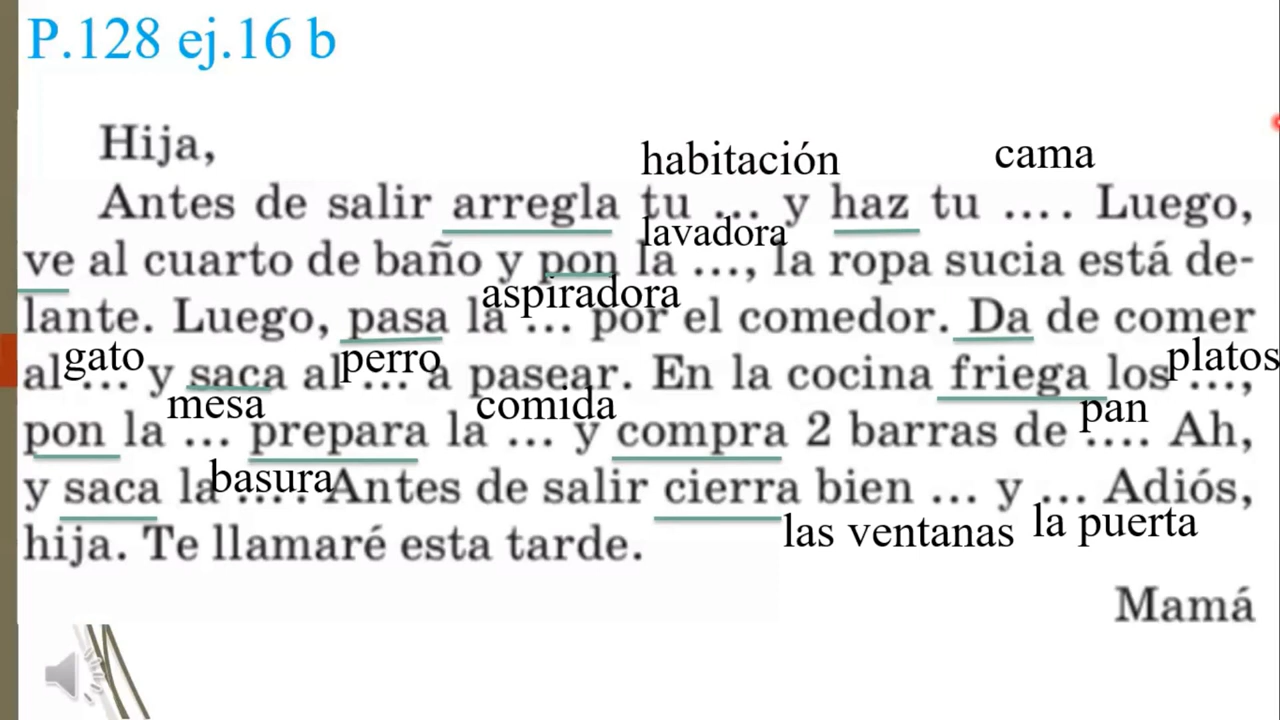 P.128 ej.16 b
Hija,
habitación cama
Antes de salir arregla tu ... y haz tu .... Luego,
lavadora
ve al cuarto de baño y pon la ..., la ropa sucia está de-
aspiradora
lante. Luego, pasa la ... por el comedor. Da de comer
gato perro platos
al ... y saca al ... a pasear. En la cocina friega los ...,
mesa comida pan
pon la ... prepara la ... y compra 2 barras de .... Ah,
basura
y saca la .... Antes de salir cierra bien ... y ... Adiós,
las ventanas la puerta
hija. Te llamaré esta tarde.
Mamá